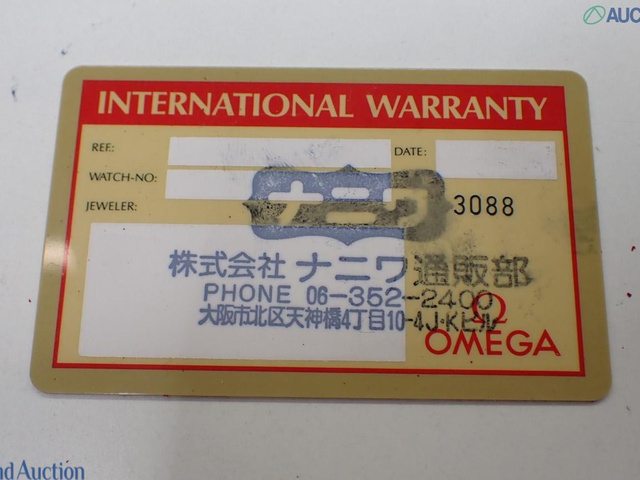 AUC
INTERNATIONAL WARRANTY
REF.:
DATE:
WATCH-NO:
JEWELER:
ナニワ
3088
株式会社 ナニワ通販部
PHONE 06-352-2400
大阪市北区天神橋4丁目10-4J・Kビル
Ω
OMEGA
nd Auction